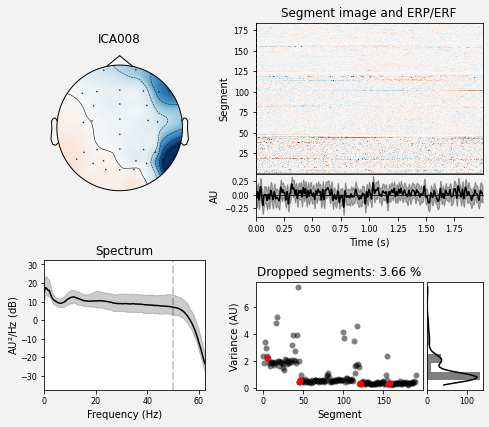 ICA008
Segment image and ERP/ERF
Segment
175
150
125
100
75
50
25
AU
0.25
0.00
−0.25
0.00 0.25 0.50 0.75 1.00 1.25 1.50 1.75
Time (s)
Spectrum
AU²/Hz (dB)
30
20
10
0
−10
−20
−30
0 20 40 60
Frequency (Hz)
Dropped segments: 3.66 %
Variance (AU)
6
4
2
0
0 50 100 150
Segment
0 100